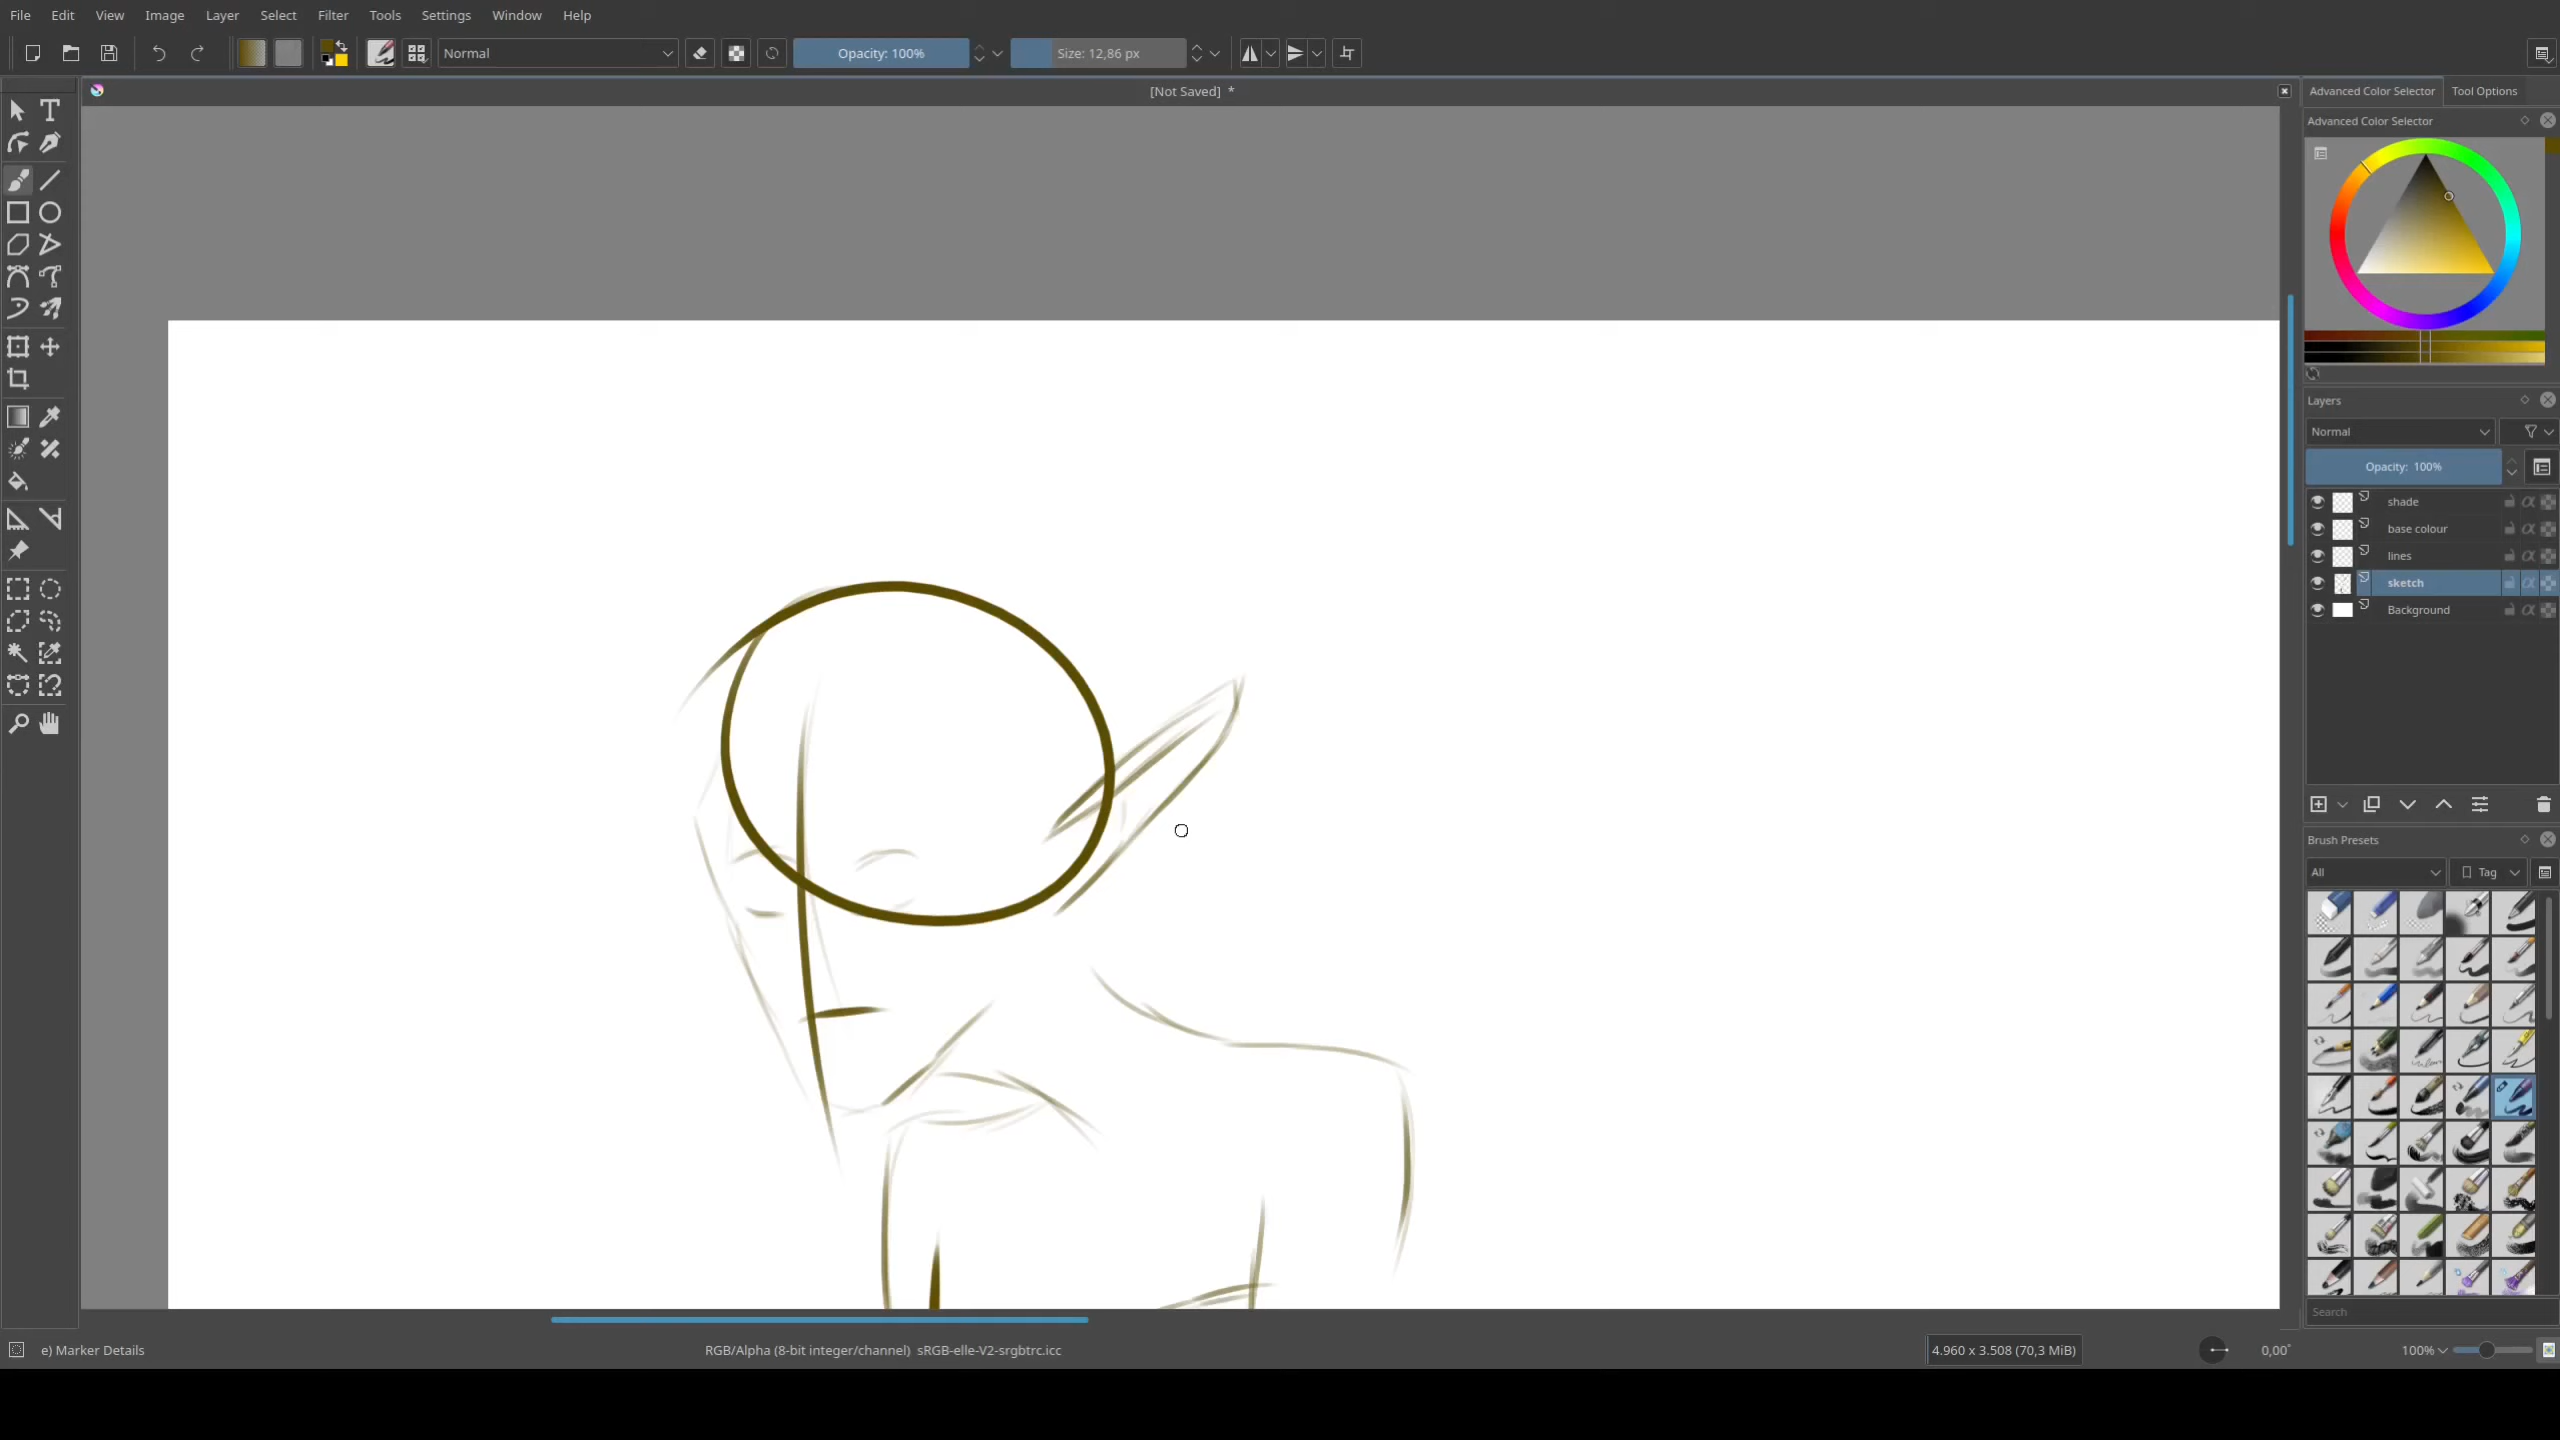 File Edit View Image Layer Select Filter Tools Settings Window Help
Normal Opacity: 100% Size: 12,86 px
[Not Saved] *
Advanced Color Selector Tool Options
Advanced Color Selector
Layers
Normal
Opacity: 100%
shade
base colour
lines
sketch
Background
Brush Presets
All Tag
Search
e) Marker Details RGB/Alpha (8-bit integer/channel) sRGB-elle-V2-srgbtrc.icc 4.960 x 3.508 (70,3 MiB) 0,00° 100%